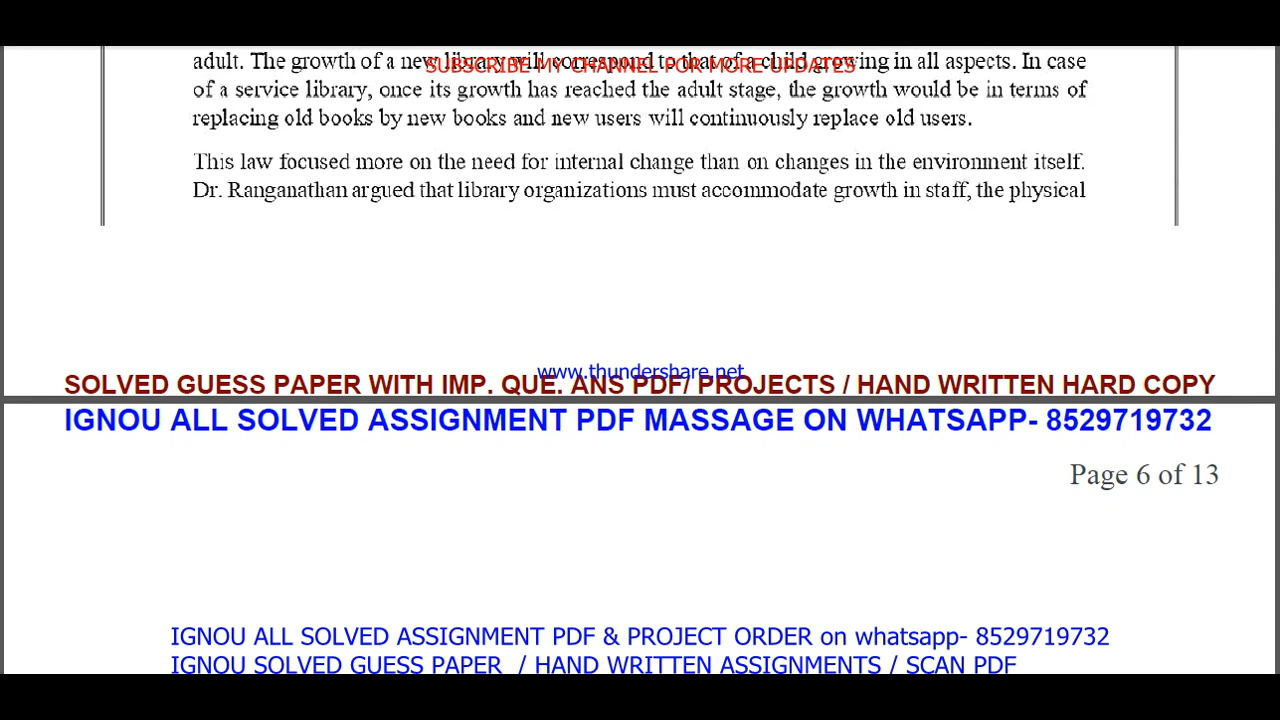 adult. The growth of a new library will correspond to that of a child growing in all aspects. In case
SUBSCRIBE MY CHANNEL FOR MORE UPDATES
of a service library, once its growth has reached the adult stage, the growth would be in terms of
replacing old books by new books and new users will continuously replace old users.
This law focused more on the need for internal change than on changes in the environment itself.
Dr. Ranganathan argued that library organizations must accommodate growth in staff, the physical
www.thundershare.net
SOLVED GUESS PAPER WITH IMP. QUE. ANS PDF/ PROJECTS / HAND WRITTEN HARD COPY
IGNOU ALL SOLVED ASSIGNMENT PDF MASSAGE ON WHATSAPP- 8529719732
Page 6 of 13
IGNOU ALL SOLVED ASSIGNMENT PDF & PROJECT ORDER on whatsapp- 8529719732
IGNOU SOLVED GUESS PAPER / HAND WRITTEN ASSIGNMENTS / SCAN PDF